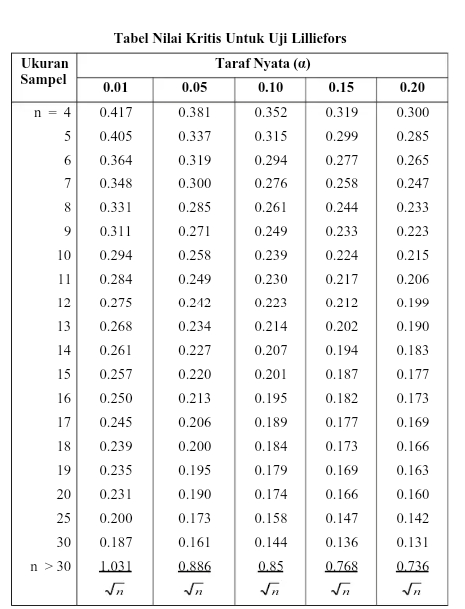 Tabel Nilai Kritis Untuk Uji Lilliefors
Ukuran Sampel Taraf Nyata (α)
0.01 0.05 0.10 0.15 0.20
n = 4 0.417 0.381 0.352 0.319 0.300
5 0.405 0.337 0.315 0.299 0.285
6 0.364 0.319 0.294 0.277 0.265
7 0.348 0.300 0.276 0.258 0.247
8 0.331 0.285 0.261 0.244 0.233
9 0.311 0.271 0.249 0.233 0.223
10 0.294 0.258 0.239 0.224 0.215
11 0.284 0.249 0.230 0.217 0.206
12 0.275 0.242 0.223 0.212 0.199
13 0.268 0.234 0.214 0.202 0.190
14 0.261 0.227 0.207 0.194 0.183
15 0.257 0.220 0.201 0.187 0.177
16 0.250 0.213 0.195 0.182 0.173
17 0.245 0.206 0.189 0.177 0.169
18 0.239 0.200 0.184 0.173 0.166
19 0.235 0.195 0.179 0.169 0.163
20 0.231 0.190 0.174 0.166 0.160
25 0.200 0.173 0.158 0.147 0.142
30 0.187 0.161 0.144 0.136 0.131
n > 30 1.031 0.886 0.85 0.768 0.736
√n √n √n √n √n